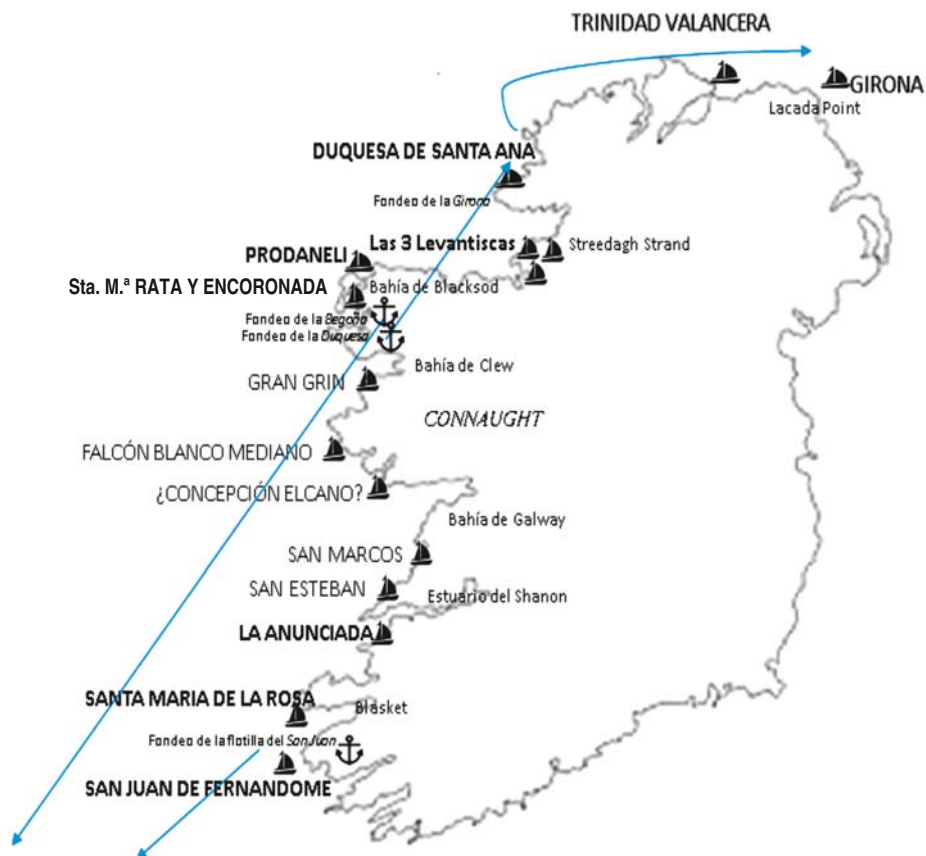 TRINIDAD VALANCERA
GIRONA
Lacada Point
DUQUESA DE SANTA ANA
Fondeo de la Girona
Las 3 Levantiscas
Streedagh Strand
PRODANELI
Sta. M.ª RATA Y ENCORONADA
Bahía de Blacksod
Fondeo de la Begoña
Fondeo de la Duquesa
Bahía de Clew
GRAN GRIN
CONNAUGHT
FALCÓN BLANCO MEDIANO
¿CONCEPCIÓN ELCANO?
Bahía de Galway
SAN MARCOS
SAN ESTEBAN
Estuario del Shanon
LA ANUNCIADA
SANTA MARIA DE LA ROSA
Blasket
Fondeo de la flotilla del San Juan
SAN JUAN DE FERNANDOME